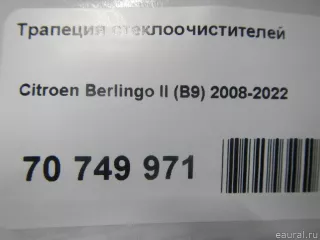 Трапеция стеклоочистителей
Citroen Berlingo II (B9) 2008-2022
70 749 971
eaural.ru